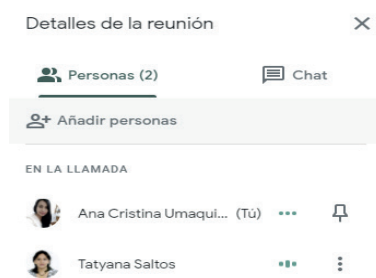 Detalles de la reunión
Personas (2) Chat
Añadir personas
EN LA LLAMADA
Ana Cristina Umaqui... (Tú)
Tatyana Saltos